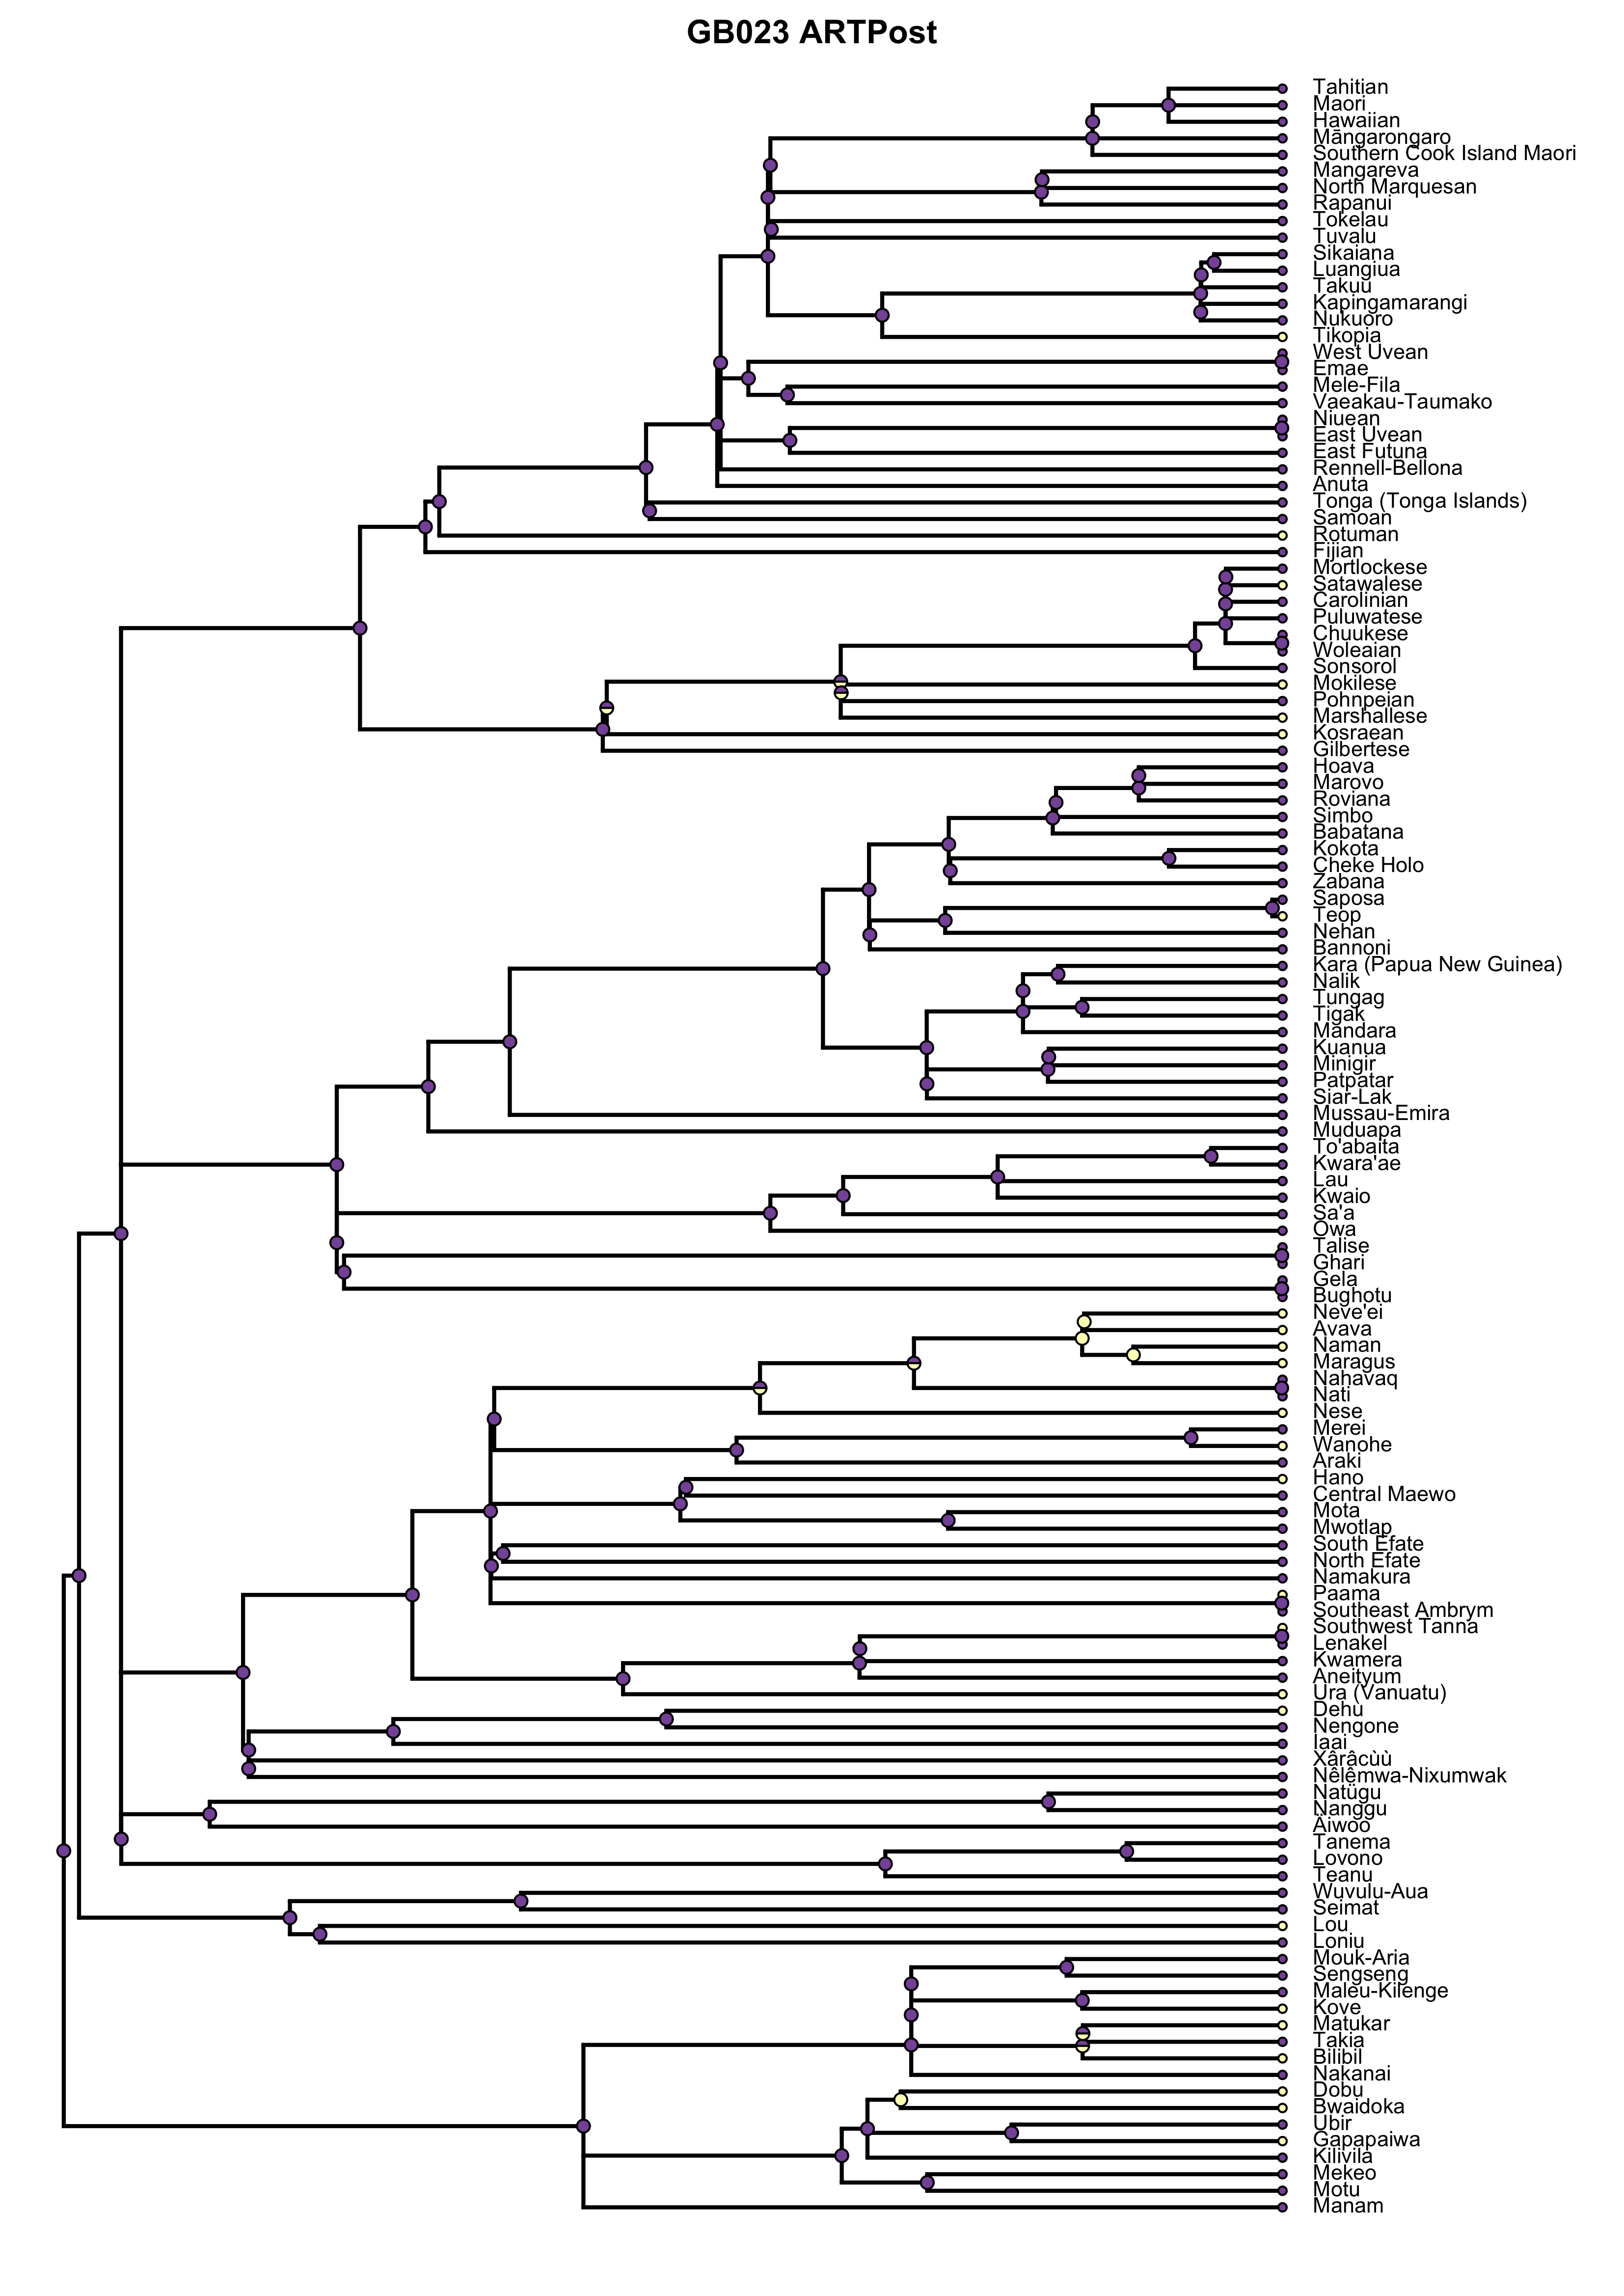 GB023 ARTPost
Tahitian
Maori
Hawaiian
Mangarongaro
Southern Cook Island Maori
Mangareva
North Marquesan
Rapanui
Tokelau
Tuvalu
Sikaiana
Luangiua
Takuu
Kapingamarangi
Nukuoro
Tikopia
West Uvean
Emae
Mele-Fila
Vaeakau-Taumako
Niuean
East Uvean
East Futuna
Rennell-Bellona
Anuta
Tonga (Tonga Islands)
Samoan
Rotuman
Fijian
Mortlockese
Satawalese
Carolinian
Puluwatese
Chuukese
Woleaian
Sonsorol
Mokilese
Pohnpeian
Marshallese
Kosraean
Gilbertese
Hoava
Marovo
Roviana
Simbo
Babatana
Kokota
Cheke Holo
Zabana
Saposa
Teop
Nehan
Bannoni
Kara (Papua New Guinea)
Nalik
Tungag
Tigak
Mandara
Kuanua
Minigir
Patpatar
Siar-Lak
Mussau-Emira
Muduapa
To'abaita
Kwara'ae
Lau
Kwaio
Sa'a
Owa
Talise
Ghari
Gela
Bughotu
Neve'ei
Avava
Naman
Maragus
Nahavaq
Nati
Nese
Merei
Wanohe
Araki
Hano
Central Maewo
Mota
Mwotlap
South Efate
North Efate
Namakura
Paama
Southeast Ambrym
Southwest Tanna
Lenakel
Kwamera
Aneityum
Ura (Vanuatu)
Dehu
Nengone
Iaai
Xârâcùù
Nêlêmwa-Nixumwak
Natügu
Nanggu
Äiwoo
Tanema
Lovono
Teanu
Wuvulu-Aua
Seimat
Lou
Loniu
Mouk-Aria
Sengseng
Maleu-Kilenge
Kove
Matukar
Takia
Bilibil
Nakanai
Dobu
Bwaidoka
Ubir
Gapapaiwa
Kilivila
Mekeo
Motu
Manam